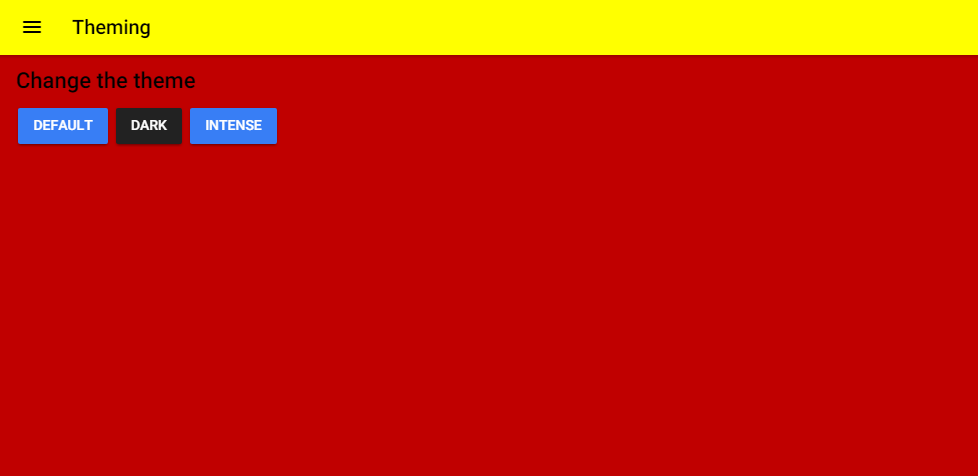 Theming
Change the theme
DEFAULT DARK INTENSE